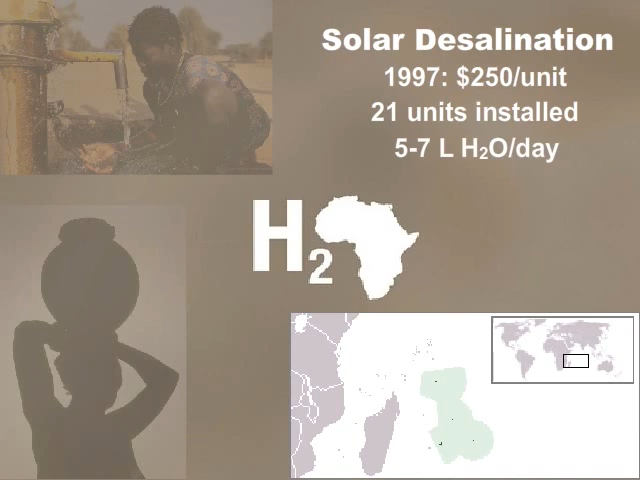 Solar Desalination
1997: $250/unit
21 units installed
5-7 L H₂O/day
H₂